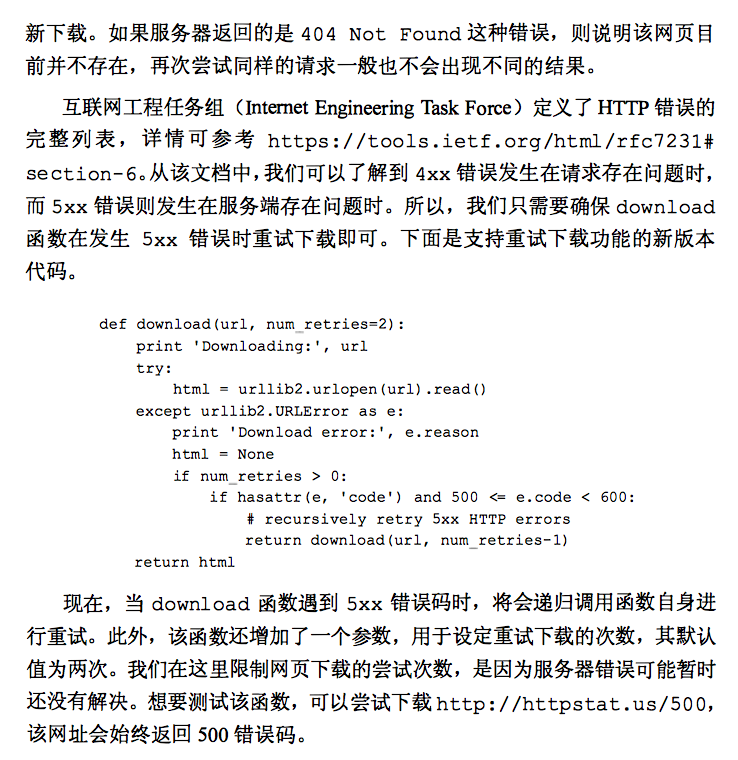 新下载。如果服务器返回的是 404 Not Found 这种错误，则说明该网页目
前并不存在，再次尝试同样的请求一般也不会出现不同的结果。
互联网工程任务组（Internet Engineering Task Force）定义了 HTTP 错误的
完整列表，详情可参考 https://tools.ietf.org/html/rfc7231#
section-6。从该文档中，我们可以了解到 4xx 错误发生在请求存在问题时，
而 5xx 错误则发生在服务端存在问题时。所以，我们只需要确保 download
函数在发生 5xx 错误时重试下载即可。下面是支持重试下载功能的新版本
代码。
def download(url, num_retries=2):
    print 'Downloading:', url
    try:
        html = urllib2.urlopen(url).read()
    except urllib2.URLError as e:
        print 'Download error:', e.reason
        html = None
        if num_retries > 0:
            if hasattr(e, 'code') and 500 <= e.code < 600:
                # recursively retry 5xx HTTP errors
                return download(url, num_retries-1)
    return html
现在，当 download 函数遇到 5xx 错误码时，将会递归调用函数自身进
行重试。此外，该函数还增加了一个参数，用于设定重试下载的次数，其默认
值为两次。我们在这里限制网页下载的尝试次数，是因为服务器错误可能暂时
还没有解决。想要测试该函数，可以尝试下载 http://httpstat.us/500，
该网址会始终返回 500 错误码。